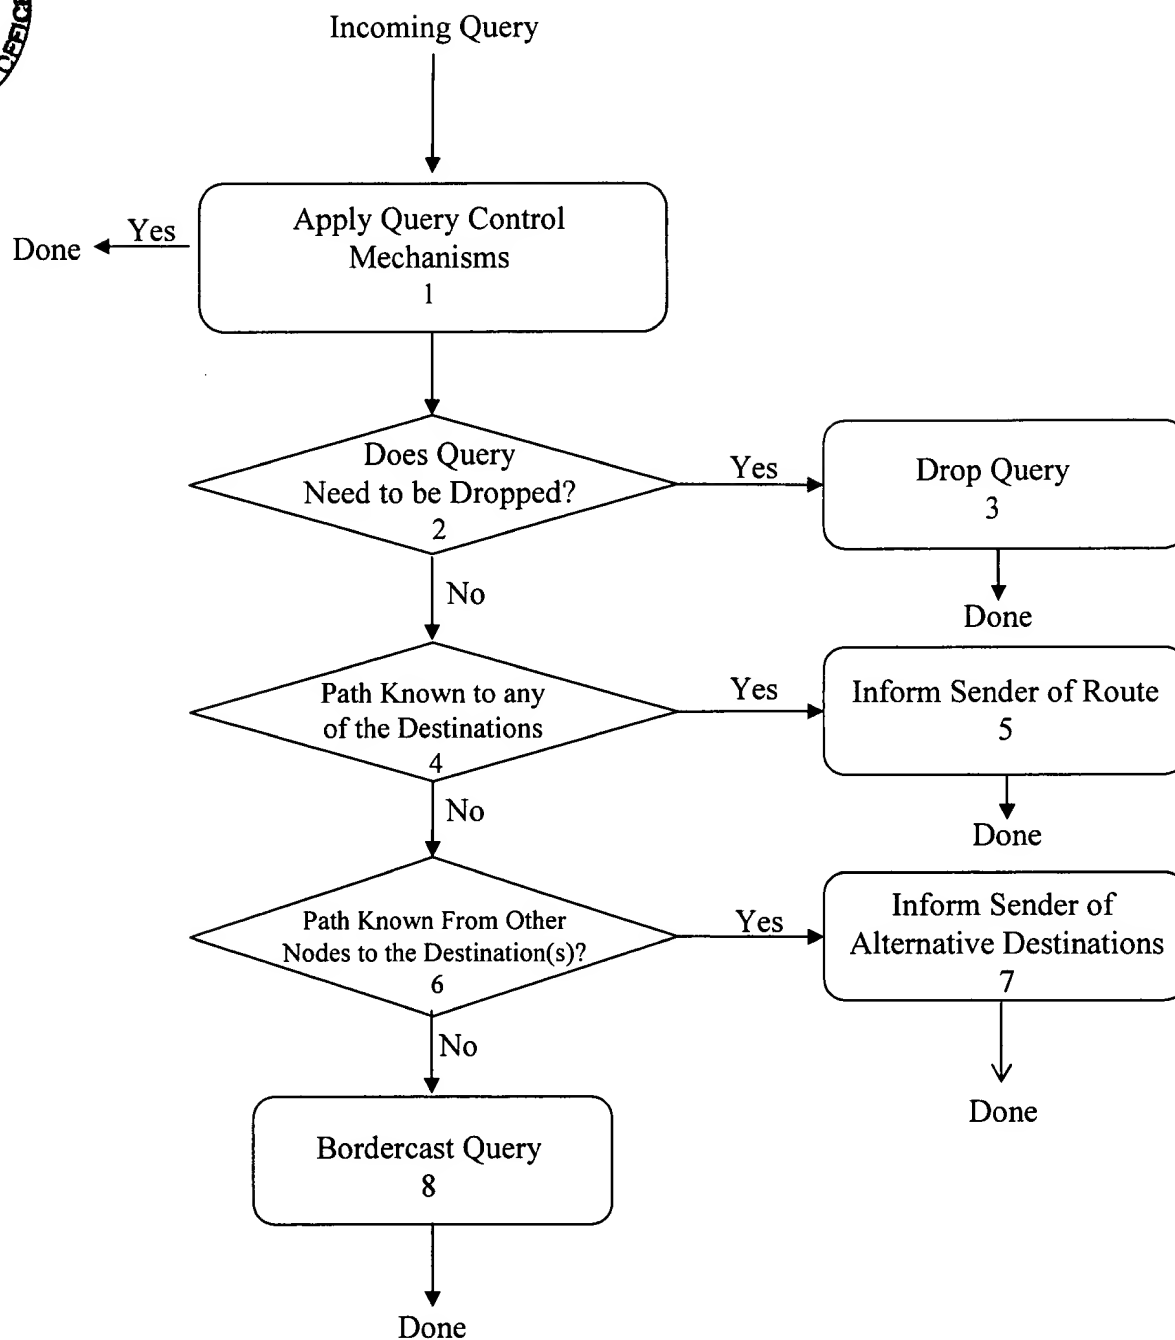 OFFICE
Incoming Query
Apply Query Control
Mechanisms
1
Yes
Done
Does Query
Need to be Dropped?
2
Yes
Drop Query
3
Done
No
Path Known to any
of the Destinations
4
Yes
Inform Sender of Route
5
Done
No
Path Known From Other
Nodes to the Destination(s)?
6
Yes
Inform Sender of
Alternative Destinations
7
Done
No
Bordercast Query
8
Done